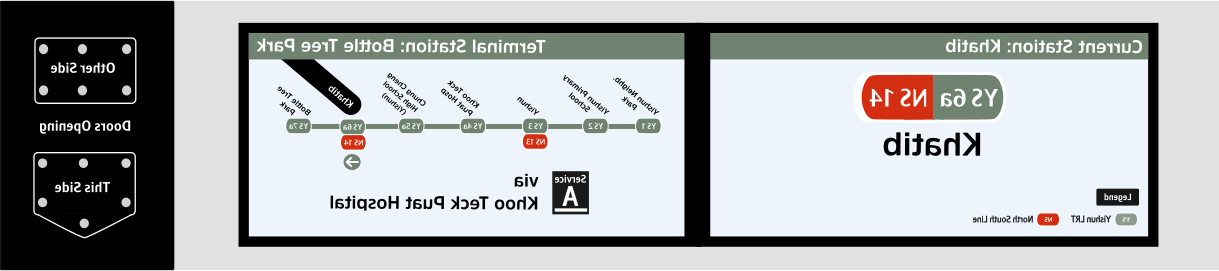 Current Station: Khatib
YS 6a NS 14
Khatib
Legend
YS Yishun LRT NS North South Line
Terminal Station: Bottle Tree Park
Yishun Neighb.
Park
Yishun Primary
School
Yishun
Khoo Teck
Puat Hosp
Chung Cheng
High School
(Yishun)
Khatib
Bottle Tree
Park
YS 1 YS 2 YS 3 YS 4a YS 5a YS 6a YS 7a
NS 13 NS 14
Service
A
via
Khoo Teck Puat Hospital
Other Side
Doors Opening
This Side